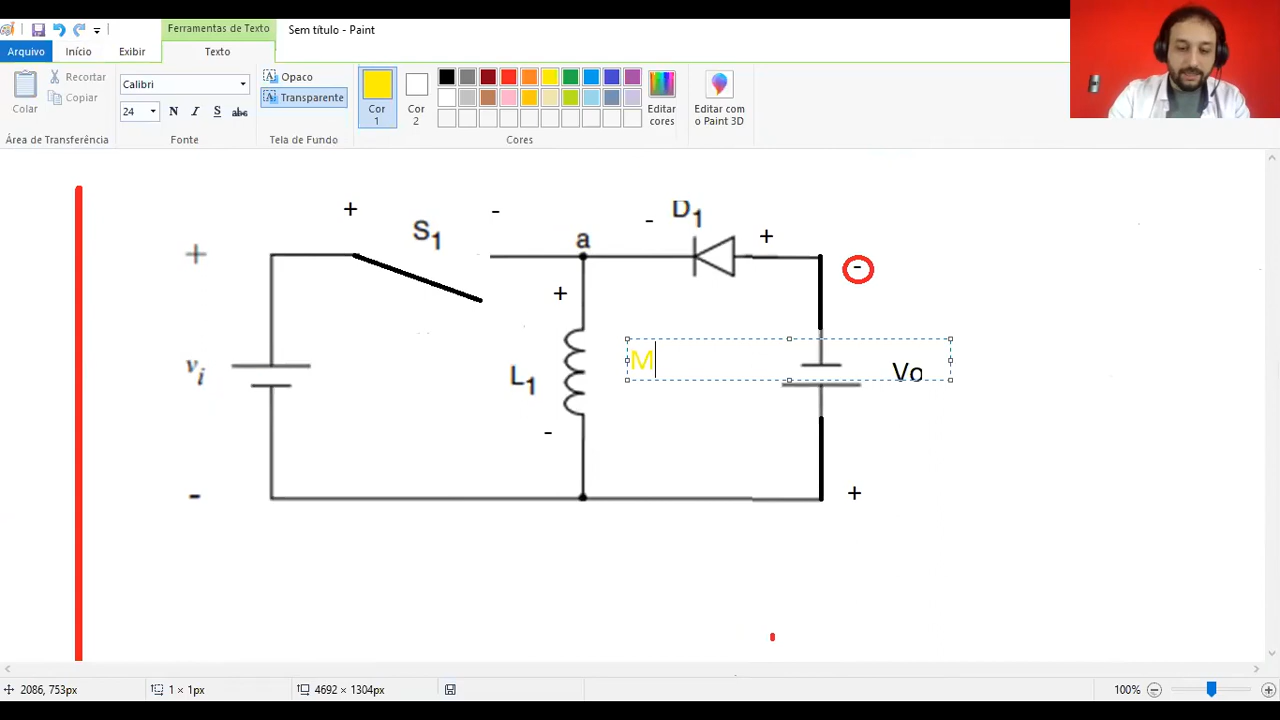 Ferramentas de Texto
Sem título - Paint
Arquivo
Início
Exibir
Texto
Colar
Recortar
Copiar
Área de Transferência
Calibri
24
N
I
S
abc
Fonte
Opaco
Transparente
Tela de Fundo
Cor
1
Cor
2
Editar
cores
Cores
Editar com
o Paint 3D
+
S1
-
a
-
D1
+
+
+
-
vi
L1
M
Vo
-
-
+
2086, 753px
1 × 1px
4692 × 1304px
100%